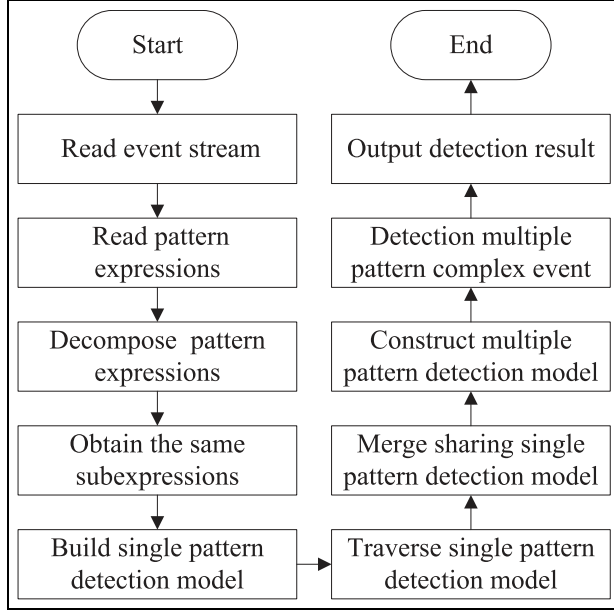 Start
Read event stream
Read pattern
expressions
Decompose pattern
expressions
Obtain the same
subexpressions
Build single pattern
detection model
Traverse single pattern
detection model
Merge sharing single
pattern detection model
Construct multiple
pattern detection model
Detection multiple
pattern complex event
Output detection result
End